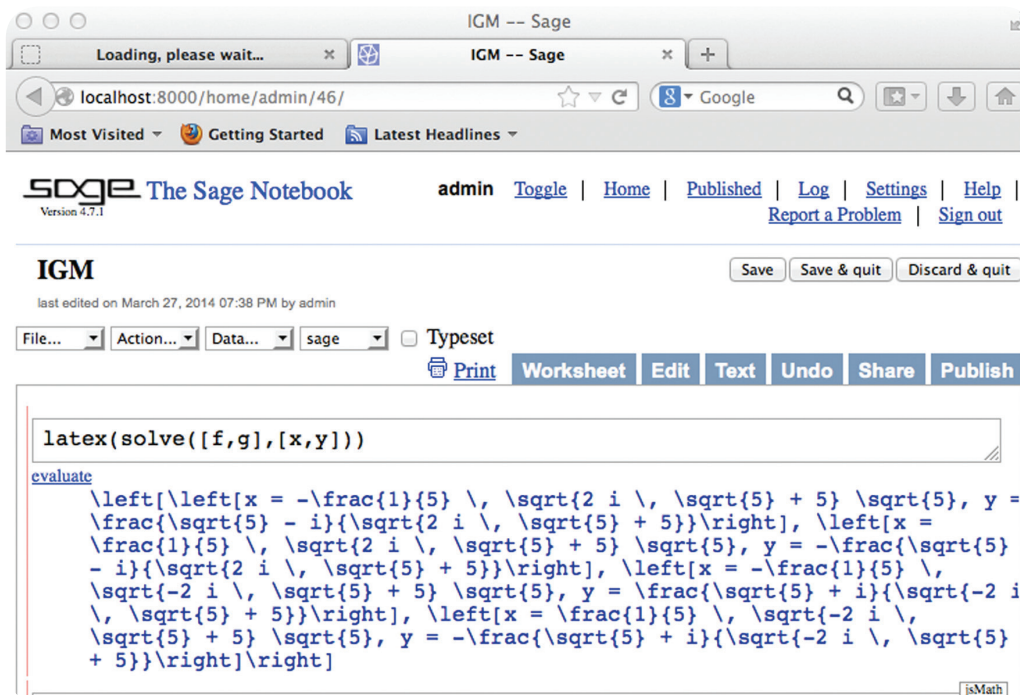 IGM -- Sage
Loading, please wait...
IGM -- Sage
localhost:8000/home/admin/46/
Google
Most Visited
Getting Started
Latest Headlines
sage The Sage Notebook
Version 4.7.1
admin Toggle | Home | Published | Log | Settings | Help |
Report a Problem | Sign out
IGM
Save
Save & quit
Discard & quit
last edited on March 27, 2014 07:38 PM by admin
File... Action... Data... sage Typeset
Print Worksheet Edit Text Undo Share Publish
latex(solve([f,g],[x,y]))
evaluate
\left[\left[x = -\frac{1}{5} \, \sqrt{2 i \, \sqrt{5} + 5} \sqrt{5}, y =
\frac{\sqrt{5} - i}{\sqrt{2 i \, \sqrt{5} + 5}}\right], \left[x =
\frac{1}{5} \, \sqrt{2 i \, \sqrt{5} + 5} \sqrt{5}, y = -\frac{\sqrt{5}
- i}{\sqrt{2 i \, \sqrt{5} + 5}}\right], \left[x = -\frac{1}{5} \,
\sqrt{-2 i \, \sqrt{5} + 5} \sqrt{5}, y = \frac{\sqrt{5} + i}{\sqrt{-2 i
\, \sqrt{5} + 5}}\right], \left[x = \frac{1}{5} \, \sqrt{-2 i \,
\sqrt{5} + 5} \sqrt{5}, y = -\frac{\sqrt{5} + i}{\sqrt{-2 i \, \sqrt{5}
+ 5}}\right]\right]
jsMath